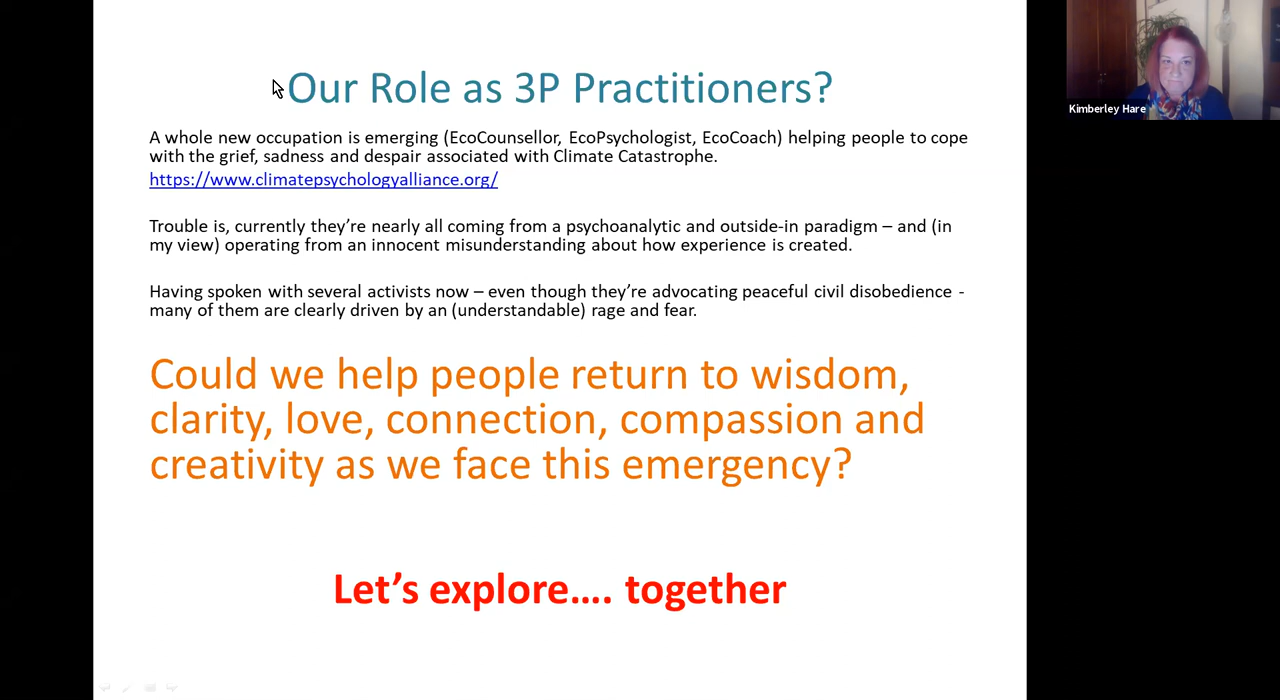 Our Role as 3P Practitioners?
A whole new occupation is emerging (EcoCounsellor, EcoPsychologist, EcoCoach) helping people to cope
with the grief, sadness and despair associated with Climate Catastrophe.
https://www.climatepsychologyalliance.org/
Trouble is, currently they’re nearly all coming from a psychoanalytic and outside-in paradigm – and (in
my view) operating from an innocent misunderstanding about how experience is created.
Having spoken with several activists now – even though they’re advocating peaceful civil disobedience -
many of them are clearly driven by an (understandable) rage and fear.
Could we help people return to wisdom,
clarity, love, connection, compassion and
creativity as we face this emergency?
Let’s explore…. together
Kimberley Hare